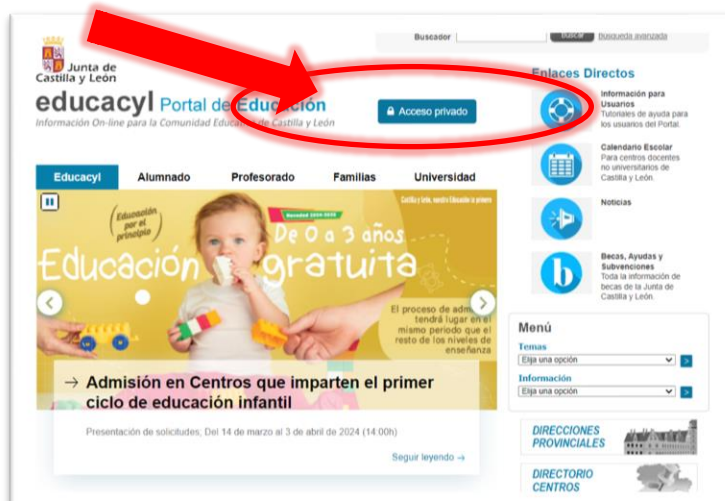 Buscador
Buscar
Búsqueda avanzada
Junta de
Castilla y León
educacyl Portal de Educación
Información On-line para la Comunidad Educativa de Castilla y León
Acceso privado
Enlaces Directos
Información para
Usuarios
Tutoriales de ayuda para
los usuarios del Portal.
Calendario Escolar
Para centros docentes
no universitarios de
Castilla y León.
Noticias
b
Becas, Ayudas y
Subvenciones
Toda la información de
becas de la Junta de
Castilla y León.
Educacyl
Alumnado
Profesorado
Familias
Universidad
Educación
por el
principio
Novedad 2024-2025
Castilla y León, nuestra Educación la primera
De 0 a 3 años
Educación gratuita
El proceso de
tendrá lugar en el
mismo periodo que el
resto de los niveles de
enseñanza
→ Admisión en Centros que imparten el primer
ciclo de educación infantil
Presentación de solicitudes; Del 14 de marzo al 3 de abril de 2024 (14:00h)
Seguir leyendo →
Menú
Temas
Elija una opción
>
Información
Elija una opción
>
DIRECCIONES
PROVINCIALES
DIRECTORIO
CENTROS